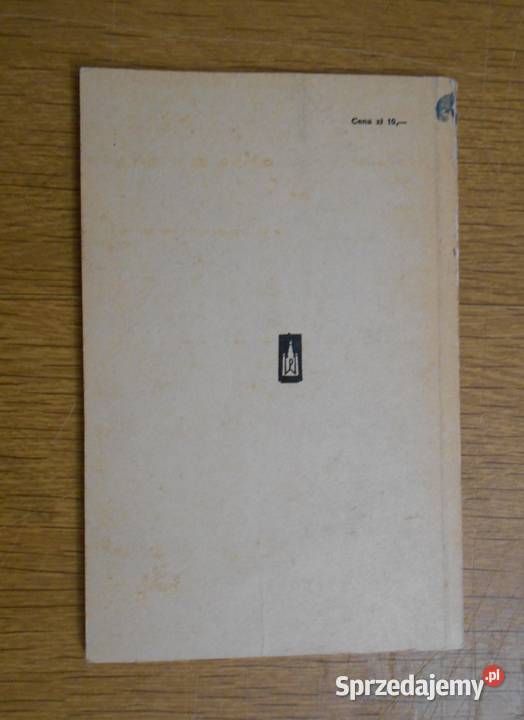 Cena zł 10,—
Sprzedajemy.pl